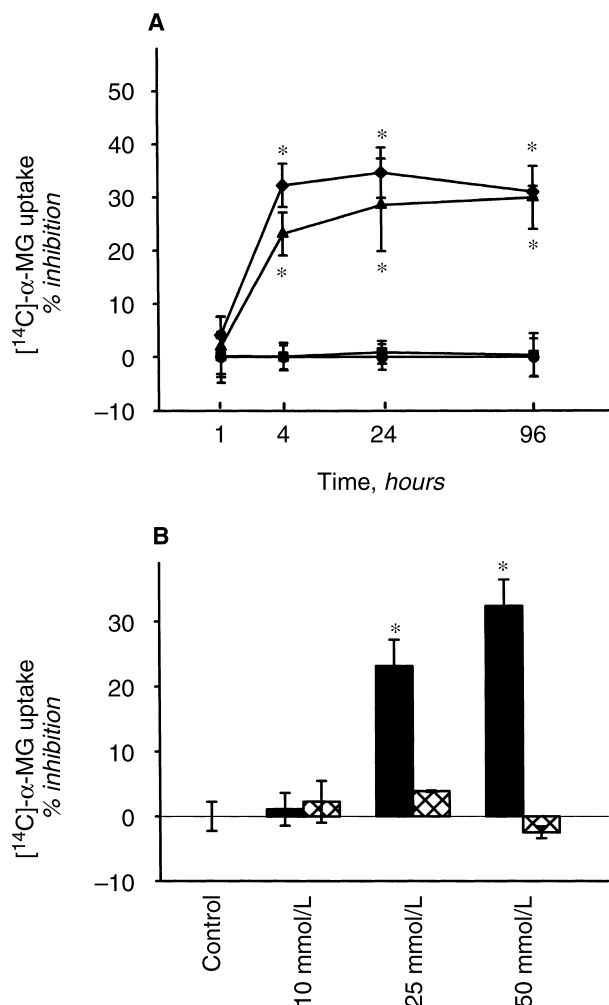 A
50
40
30
20
10
0
–10
[¹⁴C]-α-MG uptake
% inhibition
*
*
*
*
*
*
1 4 24 96
Time, hours
B
30
20
10
0
–10
[¹⁴C]-α-MG uptake
% inhibition
*
*
Control
10 mmol/L
25 mmol/L
50 mmol/L